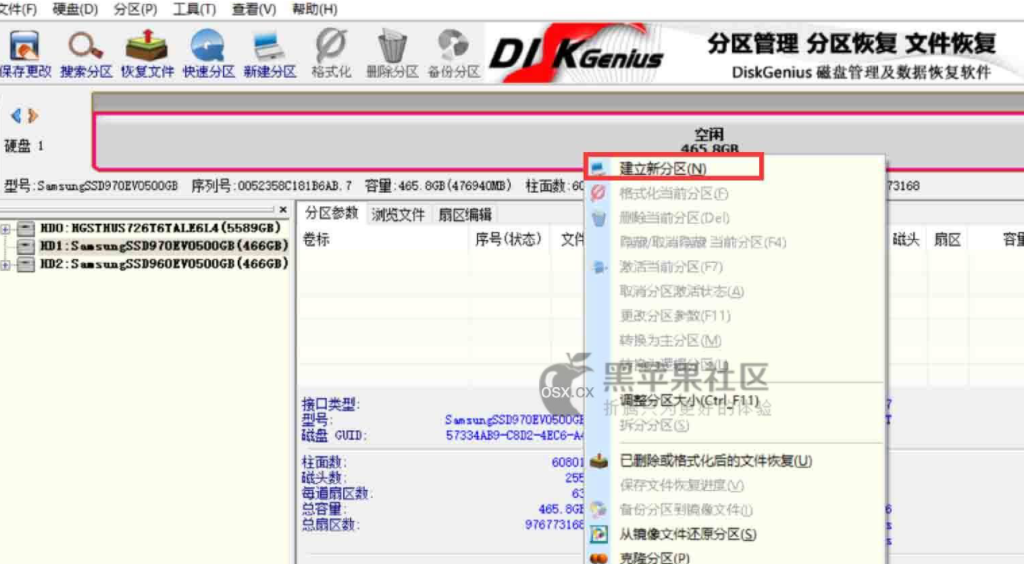 文件(F) 硬盘(D) 分区(P) 工具(T) 查看(V) 帮助(H)
保存更改 搜索分区 恢复文件 快速分区 新建分区 格式化 删除分区 备份分区
DISKGenius
分区管理 分区恢复 文件恢复
DiskGenius 磁盘管理及数据恢复软件
硬盘 1
空闲
465.8GB
型号:SamsungSSD970EVO500GB 序列号:0052358C181B6AB.7 容量:465.8GB(476940MB) 柱面数:60
73168
HD0:HGSTHUS726T6TALE6L4(5589GB)
HD1:SamsungSSD970EVO500GB(466GB)
HD2:SamsungSSD960EVO500GB(466GB)
分区参数 浏览文件 扇区编辑
卷标 序号(状态) 文件 磁头 扇区 容量
建立新分区(N)
格式化当前分区(F)
删除当前分区(Del)
隐藏/取消隐藏 当前分区(F4)
激活当前分区(F7)
取消分区激活状态(A)
更改分区参数(F11)
转换为主分区(M)
转换为逻辑分区(L)
调整分区大小(Ctrl F11)
拆分分区(S)
已删除或格式化后的文件恢复(U)
保存文件恢复进度(V)
备份分区到镜像文件(I)
从镜像文件还原分区(S)
克隆分区(P)
接口类型:
型号: SamsungSSD970EVO500GB
磁盘 GUID: 57334AB9-C8D2-4EC6-A4
柱面数: 60801
磁头数: 255
每道扇区数: 63
总容量: 465.8GB
总扇区数: 976773168
osx.cx
黑苹果社区